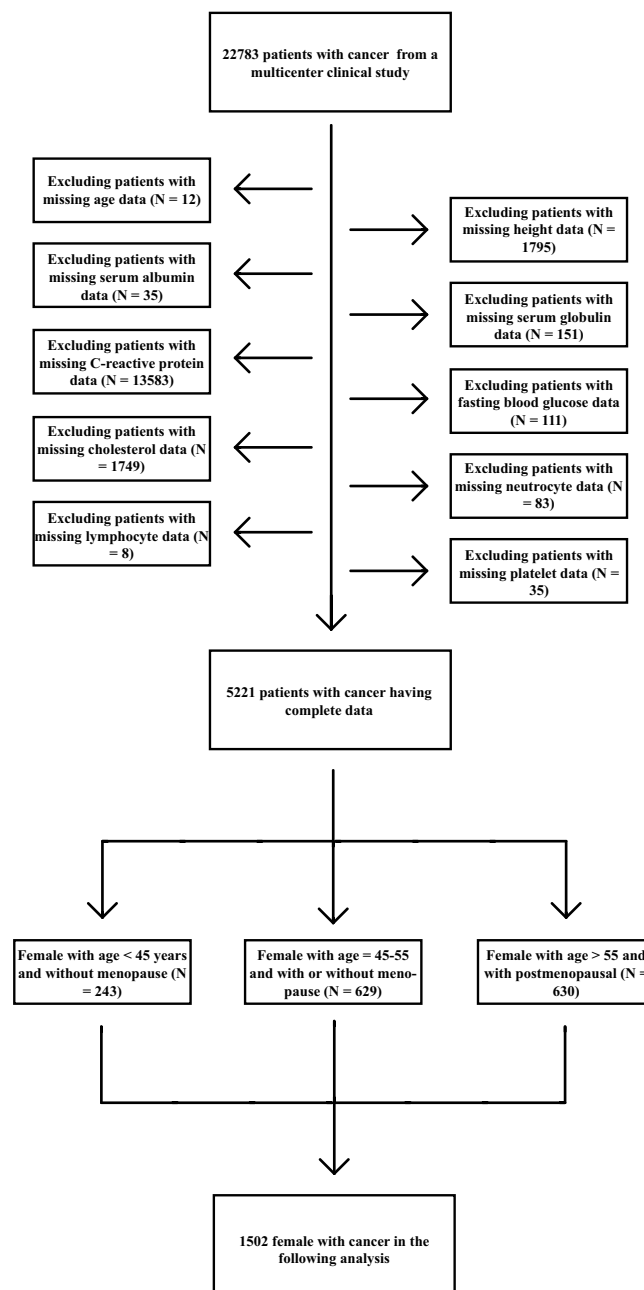 22783 patients with cancer from a
multicenter clinical study
Excluding patients with
missing age data (N = 12)
Excluding patients with
missing height data (N =
1795)
Excluding patients with
missing serum albumin
data (N = 35)
Excluding patients with
missing serum globulin
data (N = 151)
Excluding patients with
missing C-reactive protein
data (N = 13583)
Excluding patients with
fasting blood glucose data
(N = 111)
Excluding patients with
missing cholesterol data (N
= 1749)
Excluding patients with
missing neutrocyte data (N
= 83)
Excluding patients with
missing lymphocyte data (N
= 8)
Excluding patients with
missing platelet data (N =
35)
5221 patients with cancer having
complete data
Female with age < 45 years
and without menopause (N
= 243)
Female with age = 45-55
and with or without meno-
pause (N = 629)
Female with age > 55 and
with postmenopausal (N =
630)
1502 female with cancer in the
following analysis